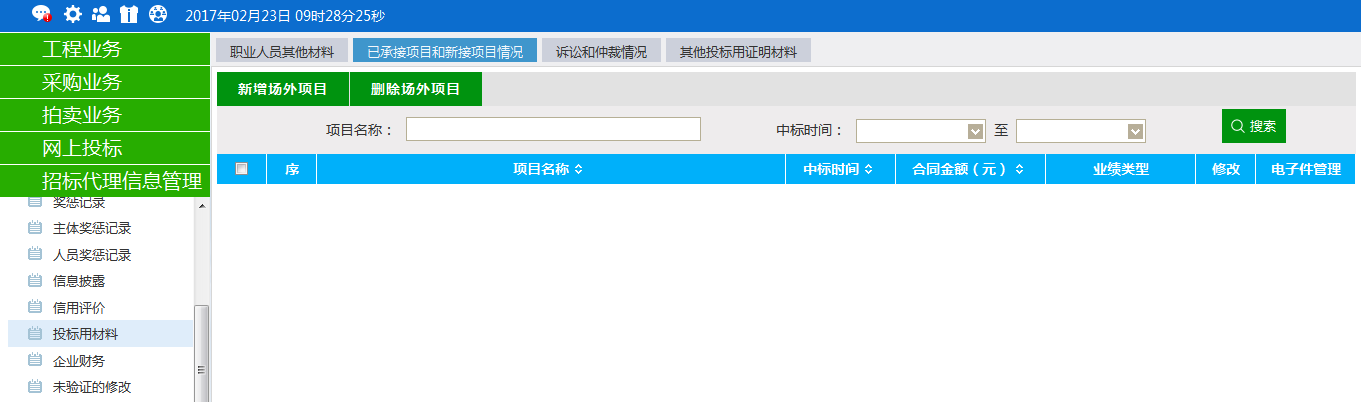 2017年02月23日 09时28分25秒
工程业务
采购业务
拍卖业务
网上投标
招标代理信息管理
奖惩记录
主体奖惩记录
人员奖惩记录
信息披露
信用评价
投标用材料
企业财务
未验证的修改
职业人员其他材料 已承接项目和新接项目情况 诉讼和仲裁情况 其他投标用证明材料
新增场外项目 删除场外项目
项目名称： 中标时间： 至 搜索
序 项目名称 中标时间 合同金额（元） 业绩类型 修改 电子件管理